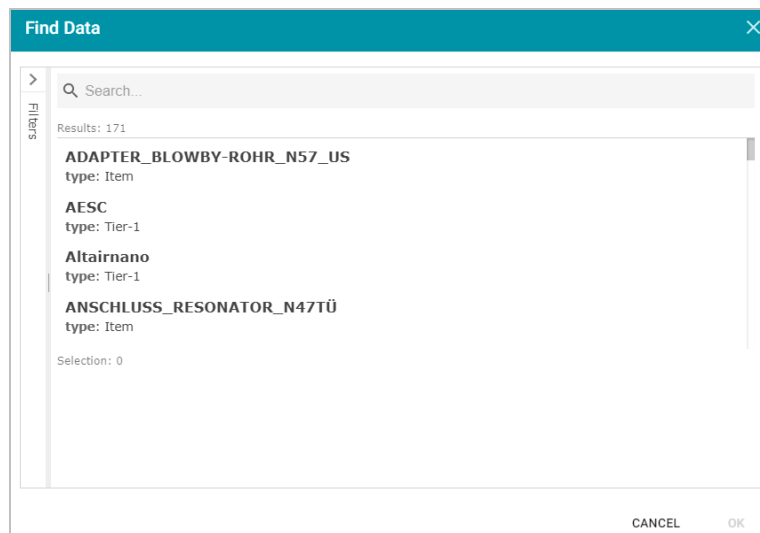 Find Data
Filters
Search...
Results: 171
ADAPTER_BLOWBY-ROHR_N57_US
type: Item
AESC
type: Tier-1
Altairnano
type: Tier-1
ANSCHLUSS_RESONATOR_N47TÜ
type: Item
Selection: 0
CANCEL OK